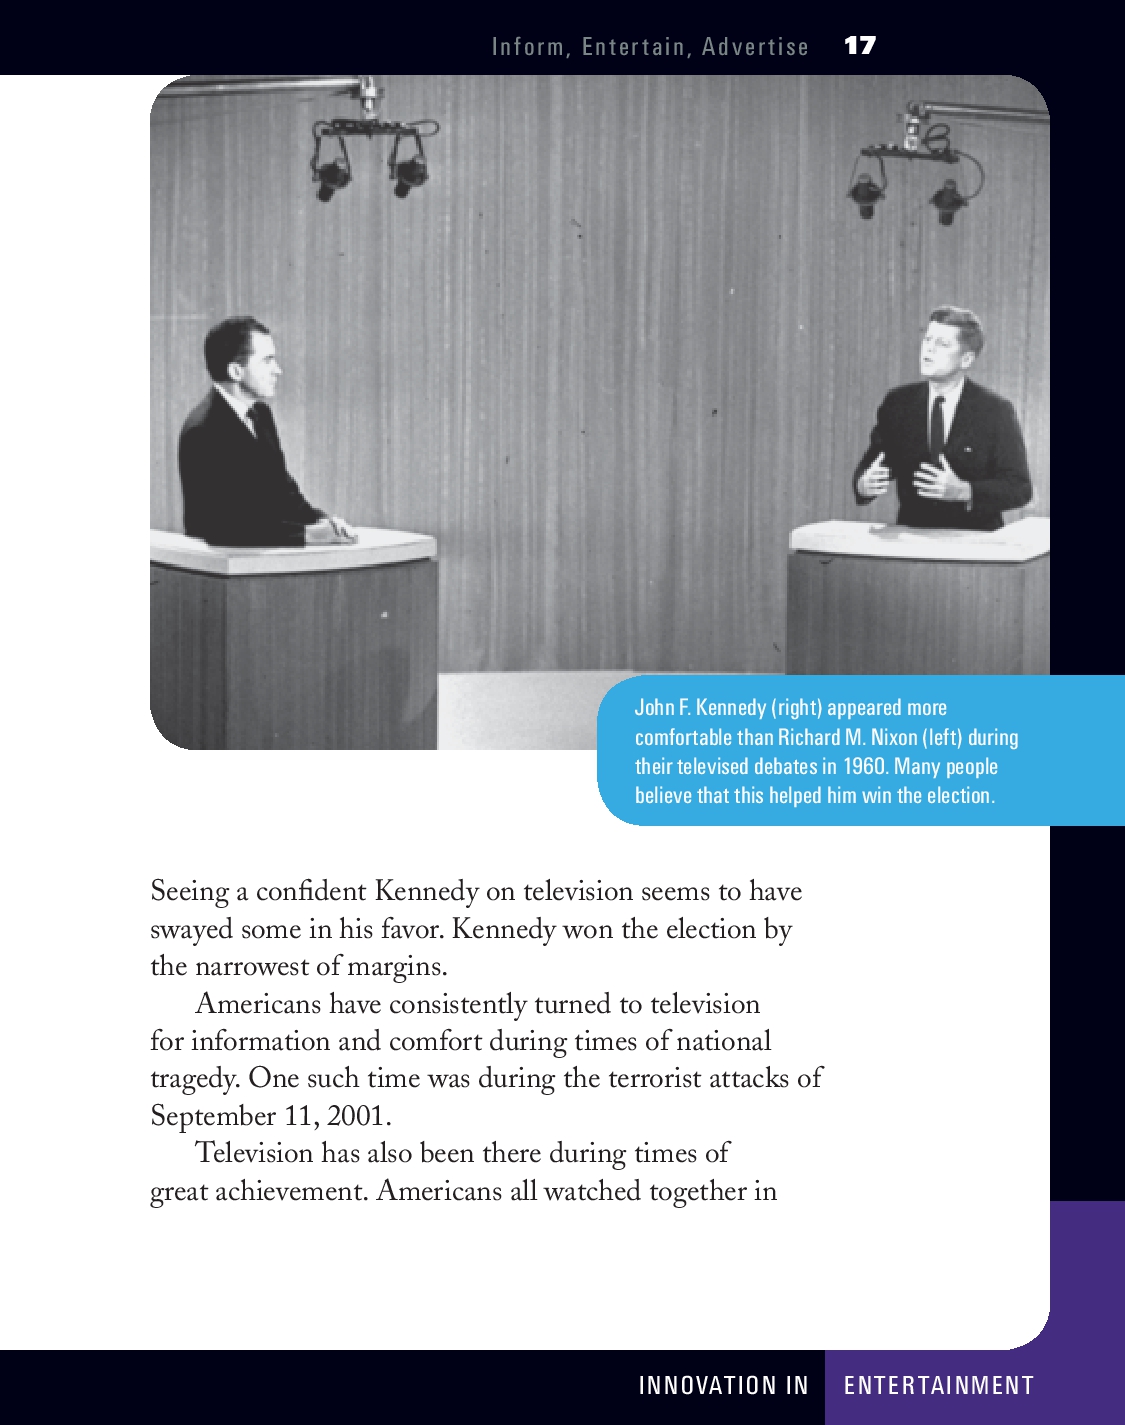 Inform, Entertain, Advertise 17
John F. Kennedy (right) appeared more
comfortable than Richard M. Nixon (left) during
their televised debates in 1960. Many people
believe that this helped him win the election.
Seeing a confident Kennedy on television seems to have
swayed some in his favor. Kennedy won the election by
the narrowest of margins.
Americans have consistently turned to television
for information and comfort during times of national
tragedy. One such time was during the terrorist attacks of
September 11, 2001.
Television has also been there during times of
great achievement. Americans all watched together in
INNOVATION IN ENTERTAINMENT